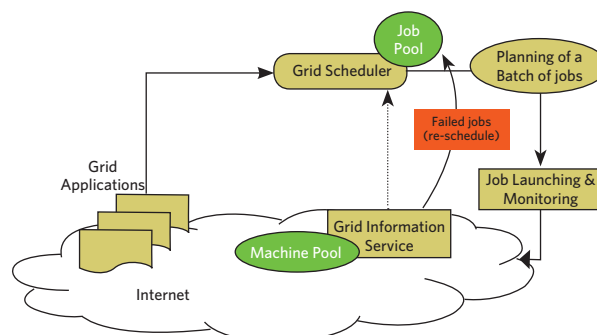 Job
Pool
Grid Scheduler
Planning of a
Batch of jobs
Failed jobs
(re-schedule)
Grid
Applications
Job Launching &
Monitoring
Grid Information
Service
Machine Pool
Internet